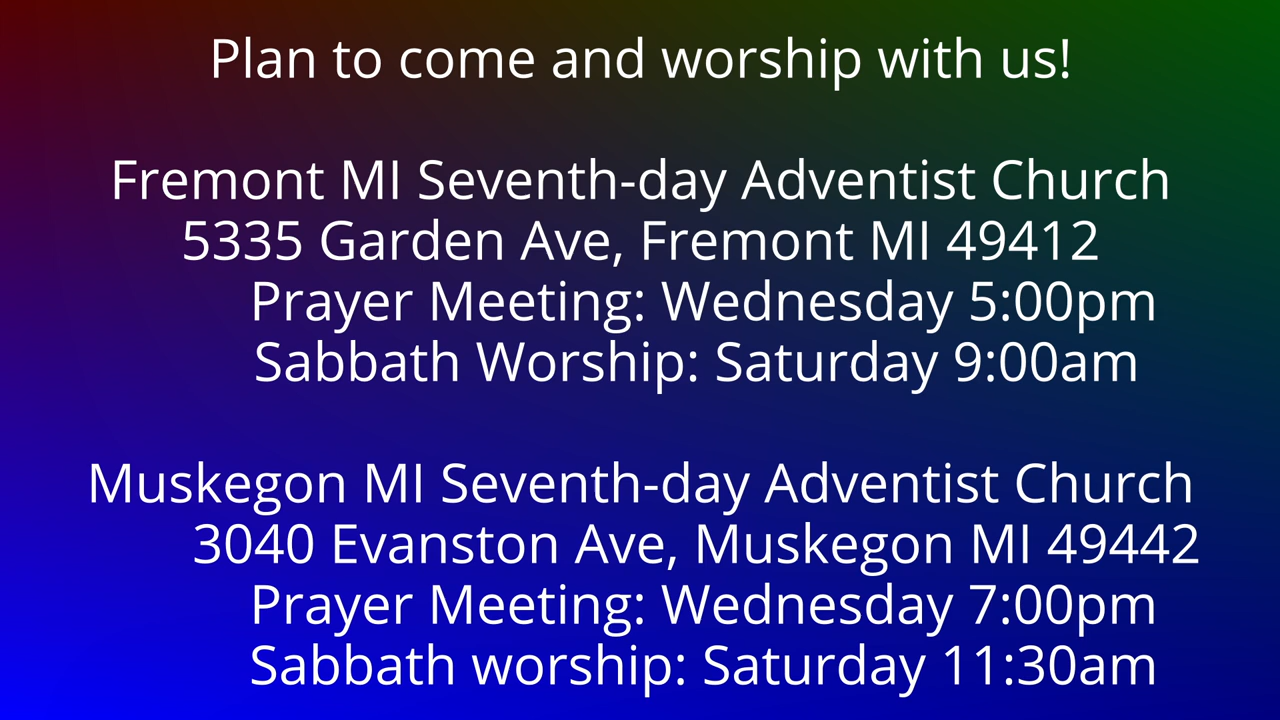 Plan to come and worship with us!
Fremont MI Seventh-day Adventist Church
5335 Garden Ave, Fremont MI 49412
Prayer Meeting: Wednesday 5:00pm
Sabbath Worship: Saturday 9:00am
Muskegon MI Seventh-day Adventist Church
3040 Evanston Ave, Muskegon MI 49442
Prayer Meeting: Wednesday 7:00pm
Sabbath worship: Saturday 11:30am